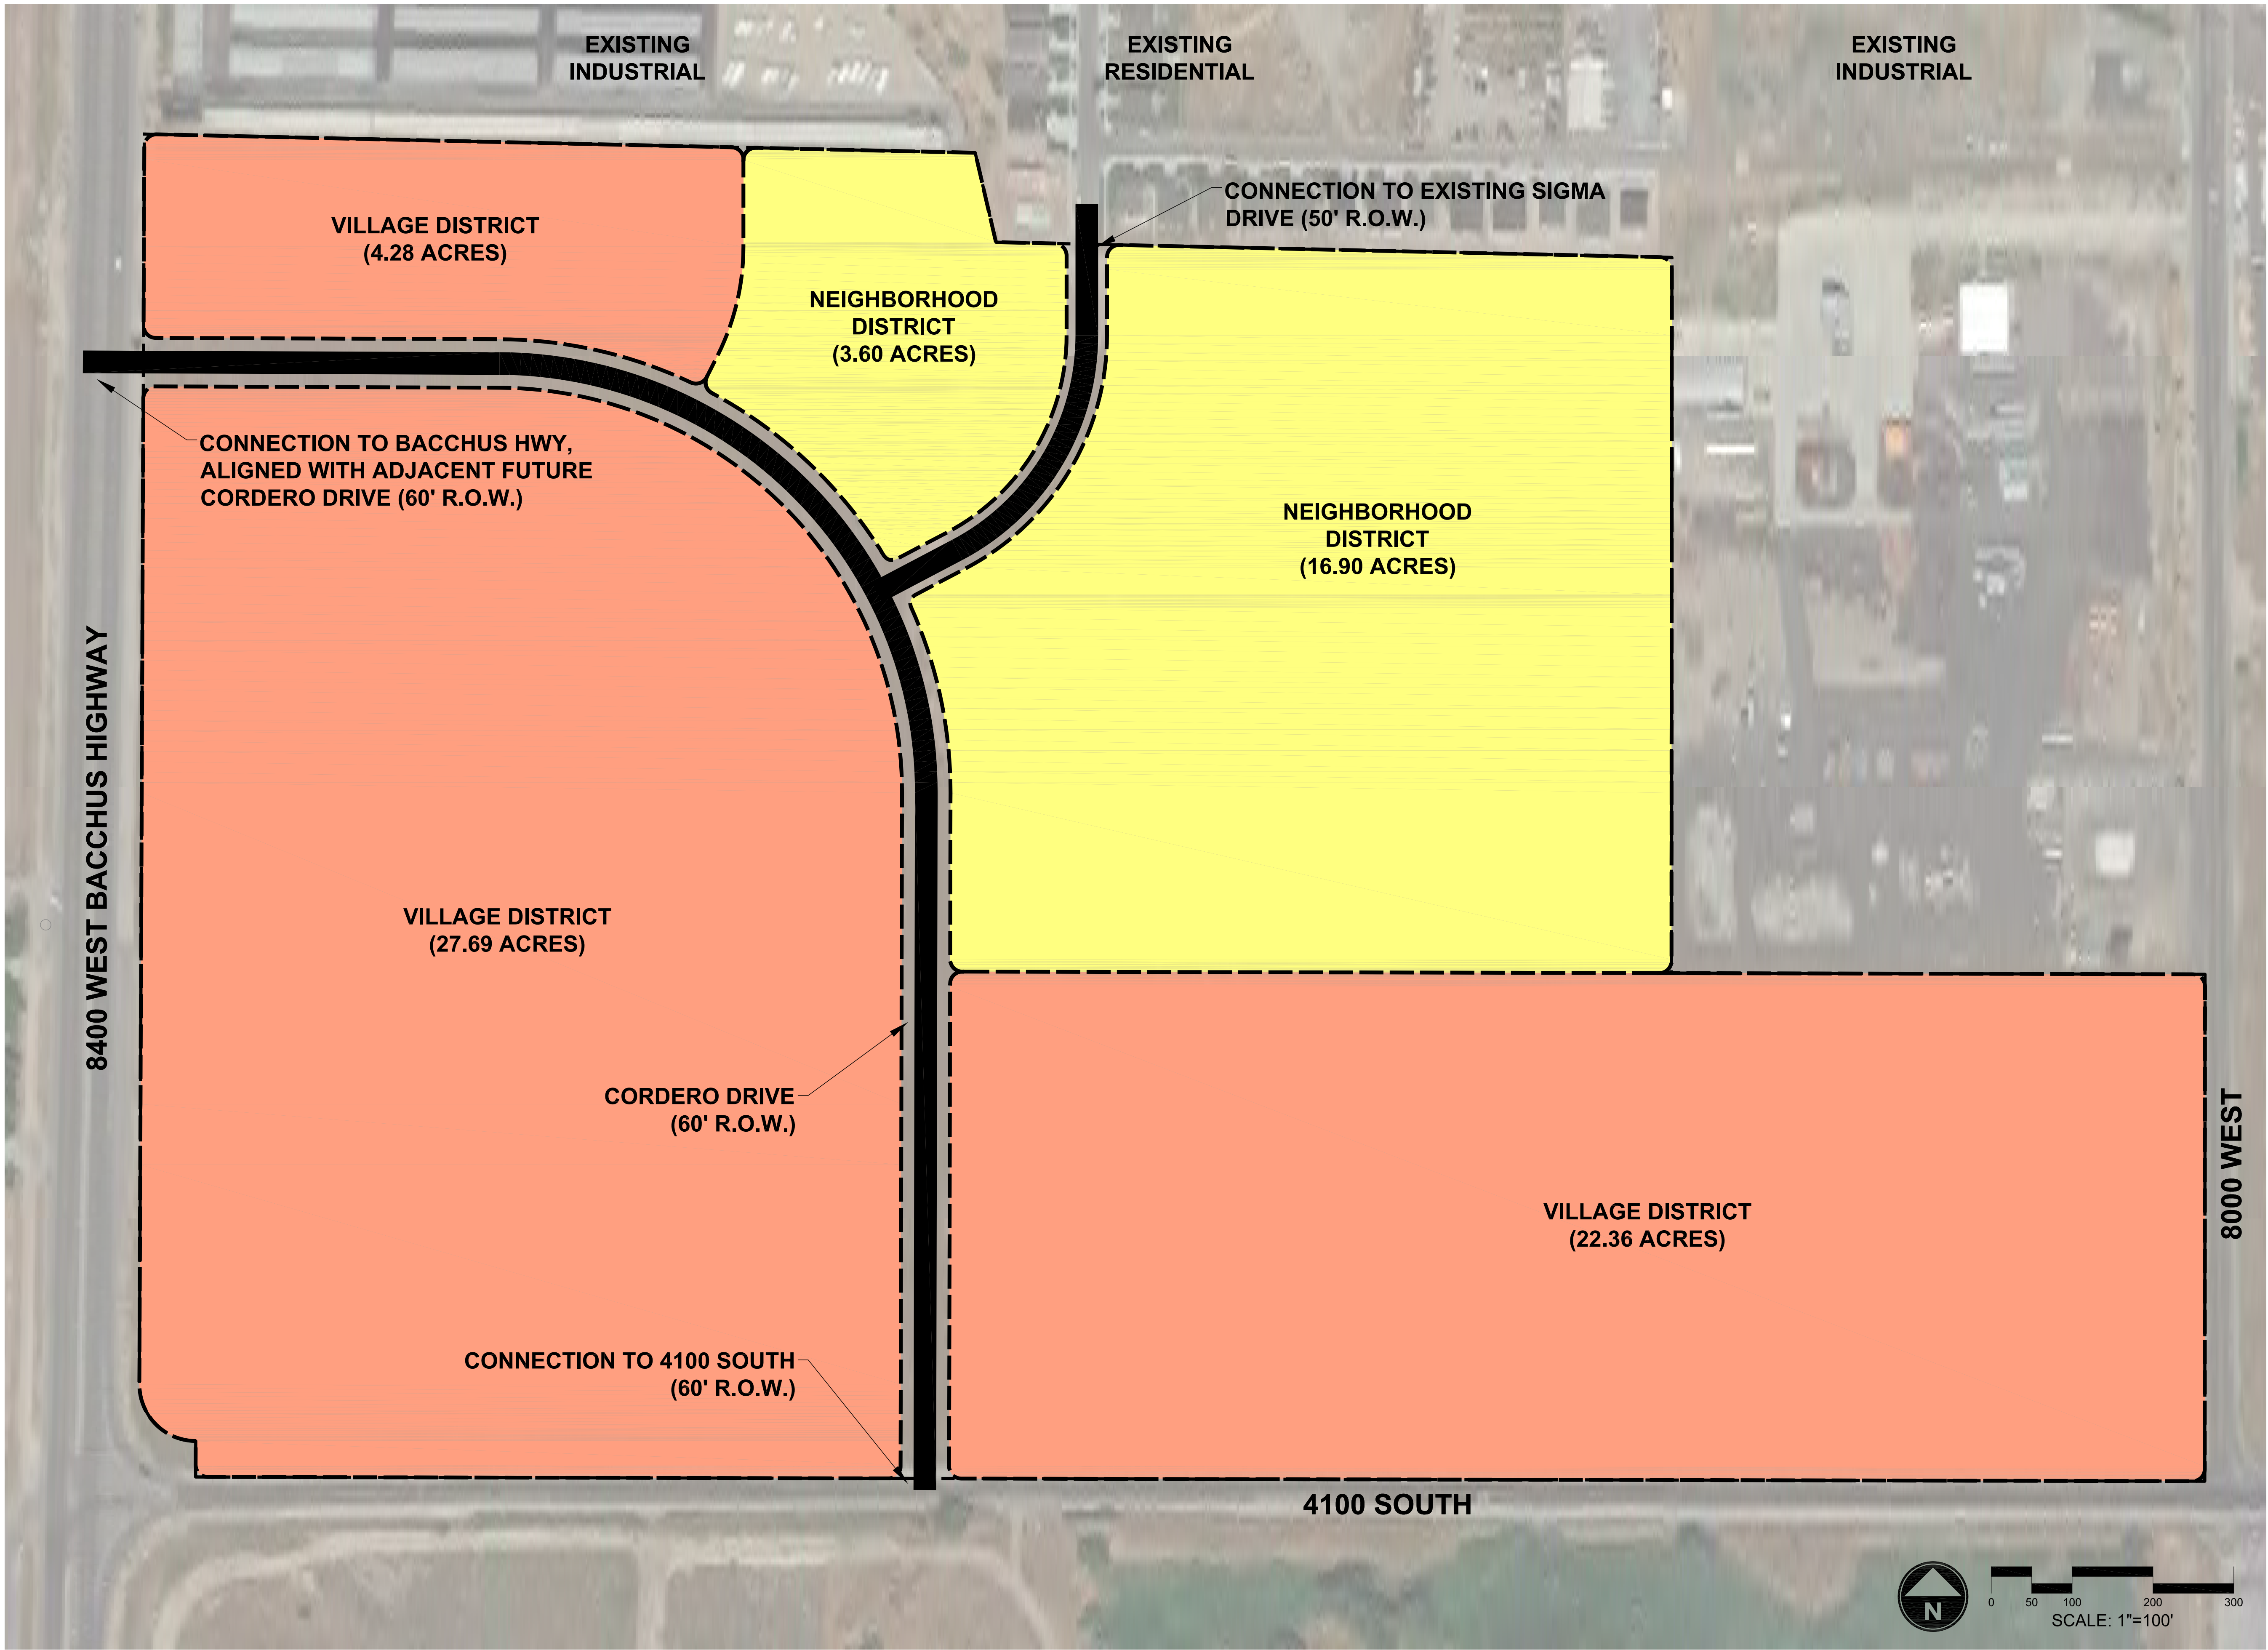 EXISTING
INDUSTRIAL
EXISTING
RESIDENTIAL
EXISTING
INDUSTRIAL
CONNECTION TO EXISTING SIGMA
DRIVE (50' R.O.W.)
VILLAGE DISTRICT
(4.28 ACRES)
NEIGHBORHOOD
DISTRICT
(3.60 ACRES)
CONNECTION TO BACCHUS HWY,
ALIGNED WITH ADJACENT FUTURE
CORDERO DRIVE (60' R.O.W.)
NEIGHBORHOOD
DISTRICT
(16.90 ACRES)
8400 WEST BACCHUS HIGHWAY
VILLAGE DISTRICT
(27.69 ACRES)
CORDERO DRIVE
(60' R.O.W.)
VILLAGE DISTRICT
(22.36 ACRES)
8000 WEST
CONNECTION TO 4100 SOUTH
(60' R.O.W.)
4100 SOUTH
N
0 50 100 200 300
SCALE: 1"=100'